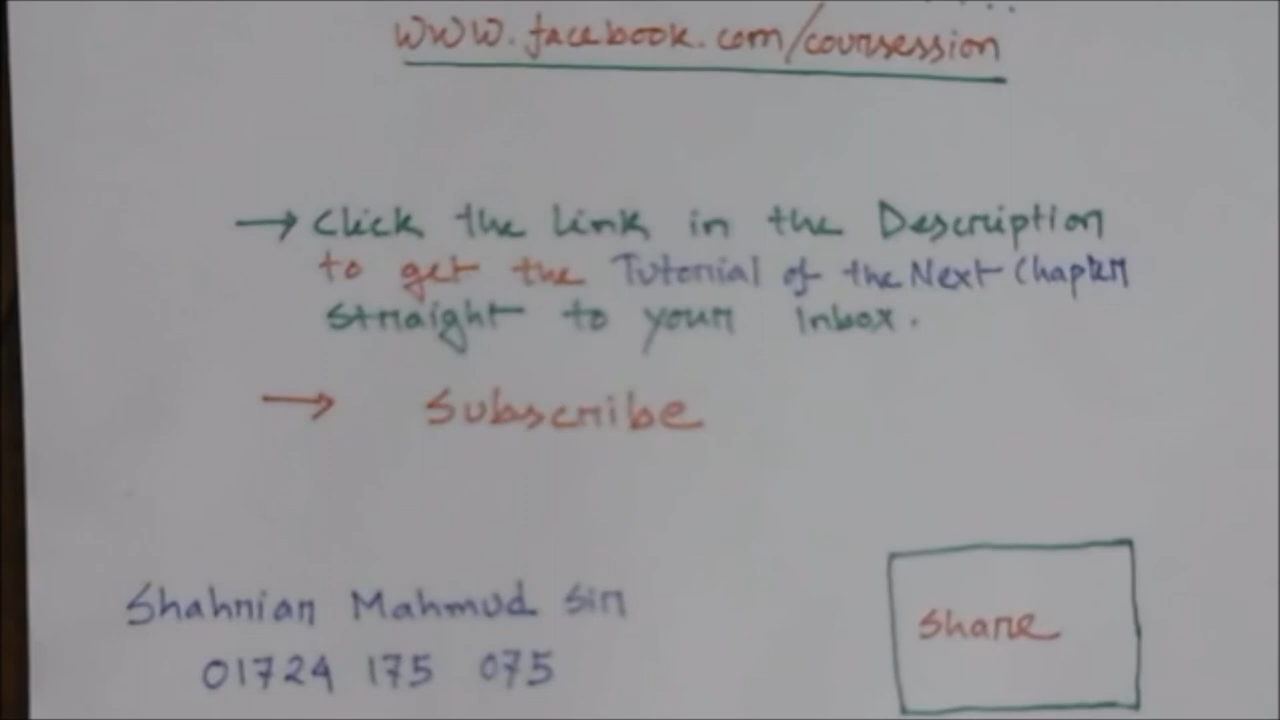 www.facebook.com/coursession
→ Click the link in the Description
to get the Tutorial of the Next Chapter
straight to your Inbox.
→ Subscribe
Shahriar Mahmud Sir
01724 175 075
Share